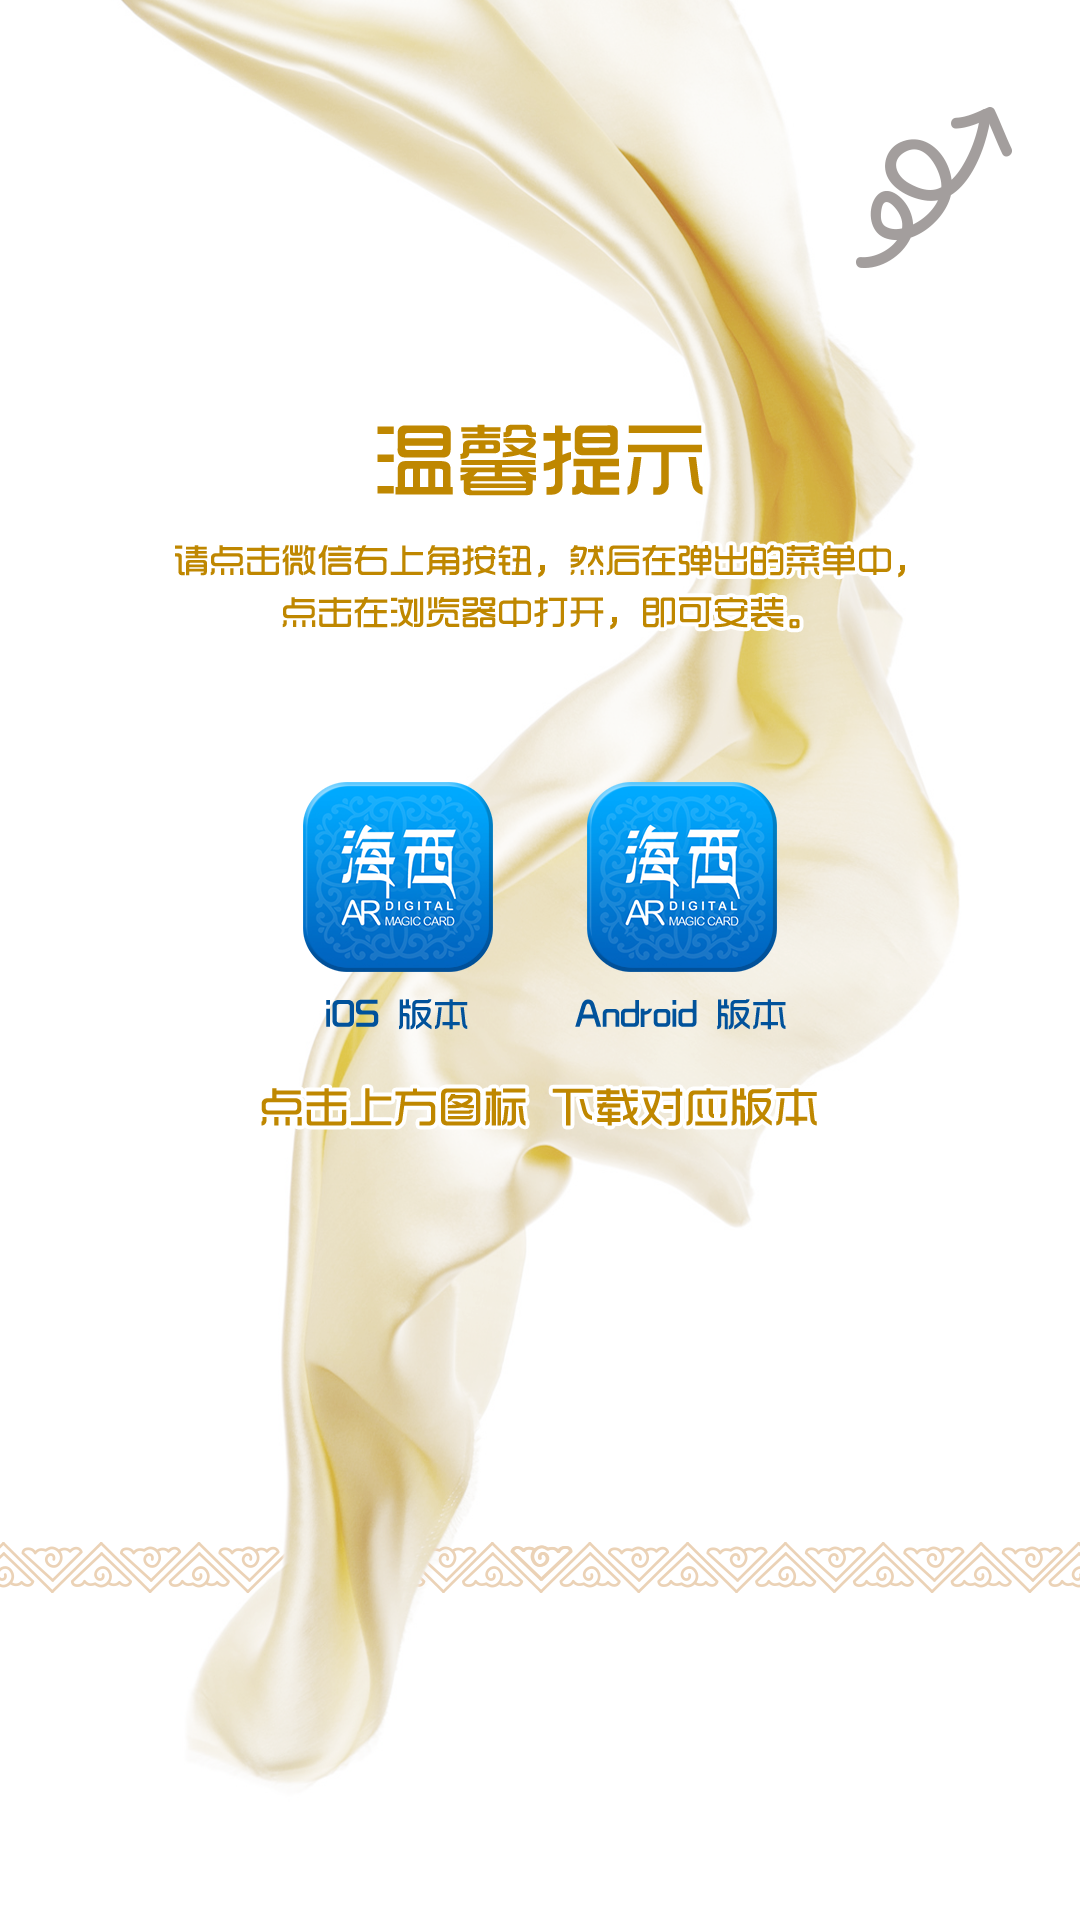 温馨提示
请点击微信右上角按钮，然后在弹出的菜单中，
点击在浏览器中打开，即可安装。
海西
AR DIGITAL
MAGIC CARD
海西
AR DIGITAL
MAGIC CARD
iOS 版本
Android 版本
点击上方图标 下载对应版本